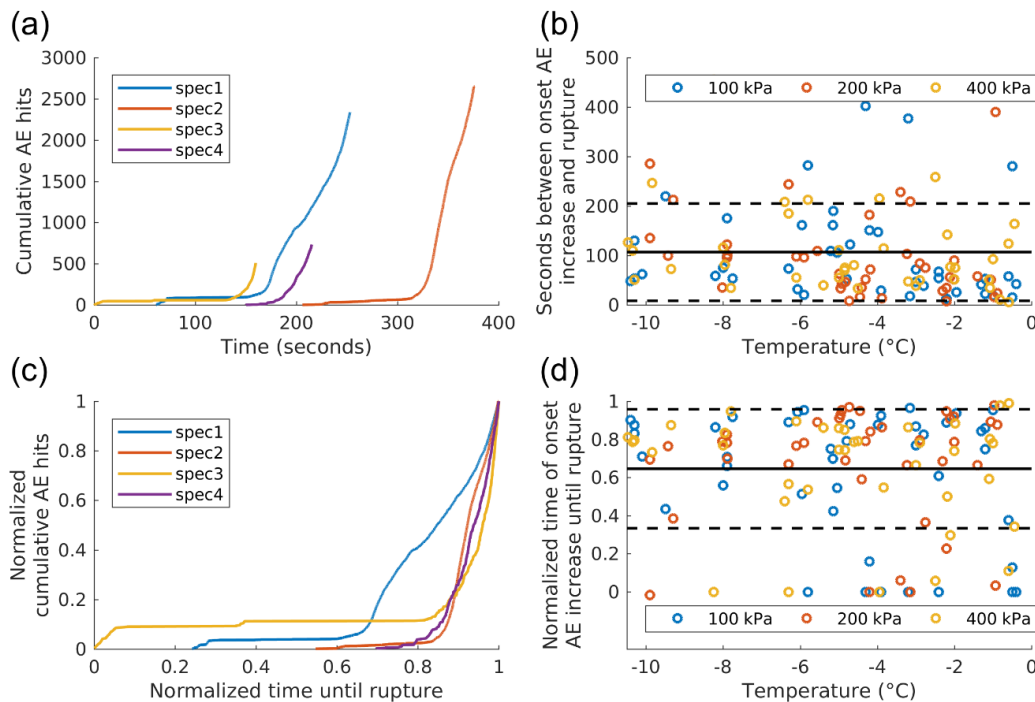 (a)
3000
2500
2000
1500
1000
500
0
Cumulative AE hits
spec1
spec2
spec3
spec4
0 100 200 300 400
Time (seconds)
(b)
500
400
300
200
100
0
Seconds between onset AE
increase and rupture
100 kPa 200 kPa 400 kPa
-10 -8 -6 -4 -2 0
Temperature (°C)
(c)
1
0.8
0.6
0.4
0.2
0
Normalized
cumulative AE hits
spec1
spec2
spec3
spec4
0 0.2 0.4 0.6 0.8 1
Normalized time until rupture
(d)
1
0.8
0.6
0.4
0.2
0
Normalized time of onset
AE increase until rupture
100 kPa 200 kPa 400 kPa
-10 -8 -6 -4 -2 0
Temperature (°C)